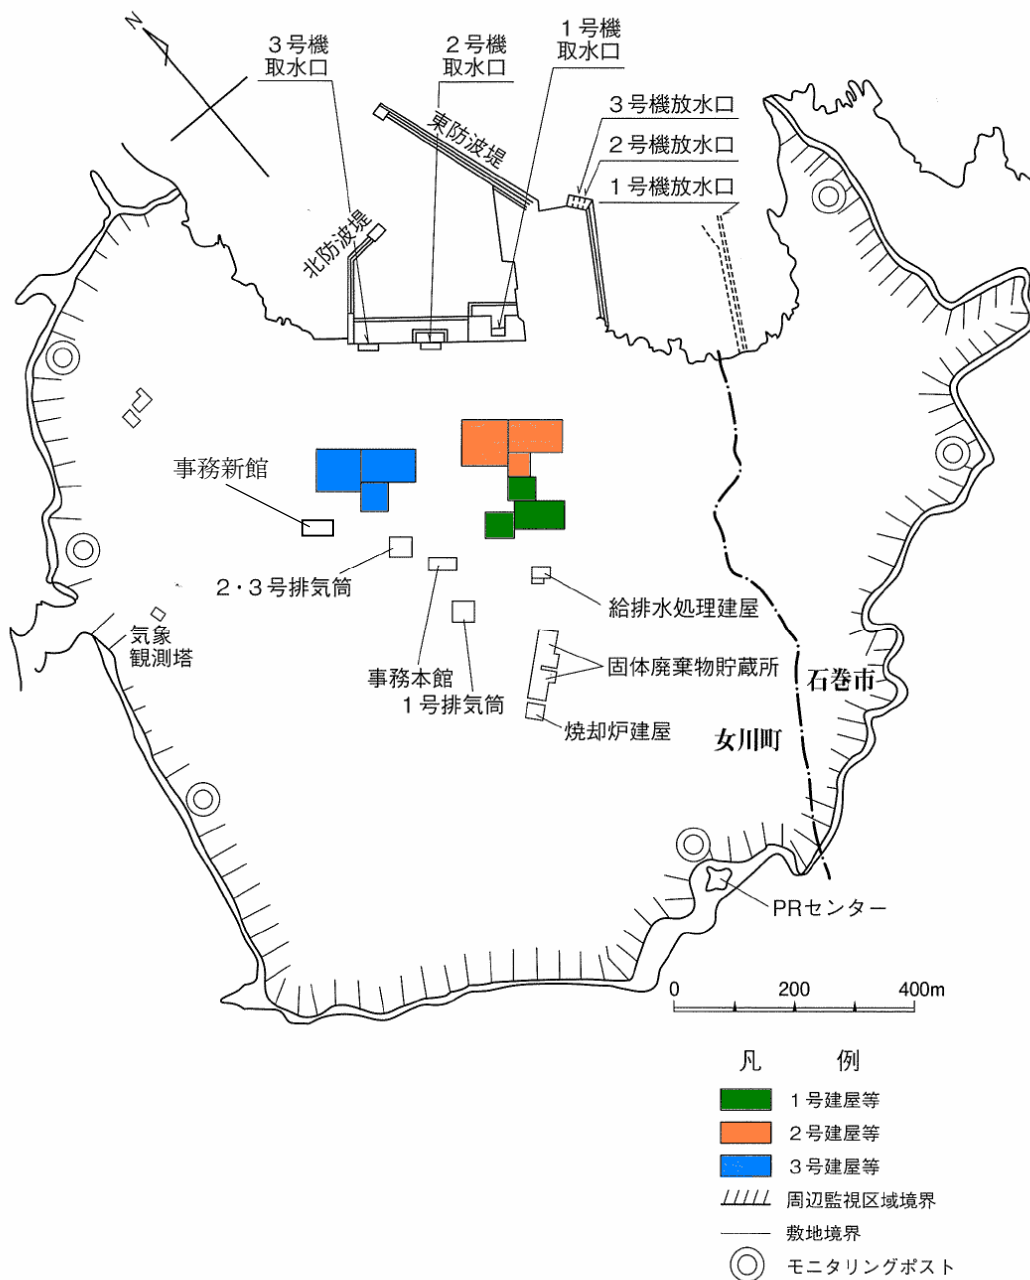 N
3号機
取水口
2号機
取水口
1号機
取水口
東防波堤
北防波堤
3号機放水口
2号機放水口
1号機放水口
事務新館
2・3号排気筒
気象
観測塔
事務本館
1号排気筒
給排水処理建屋
固体廃棄物貯蔵所
焼却炉建屋
石巻市
女川町
PRセンター
0 200 400m
凡 例
1号建屋等
2号建屋等
3号建屋等
周辺監視区域境界
敷地境界
モニタリングポスト